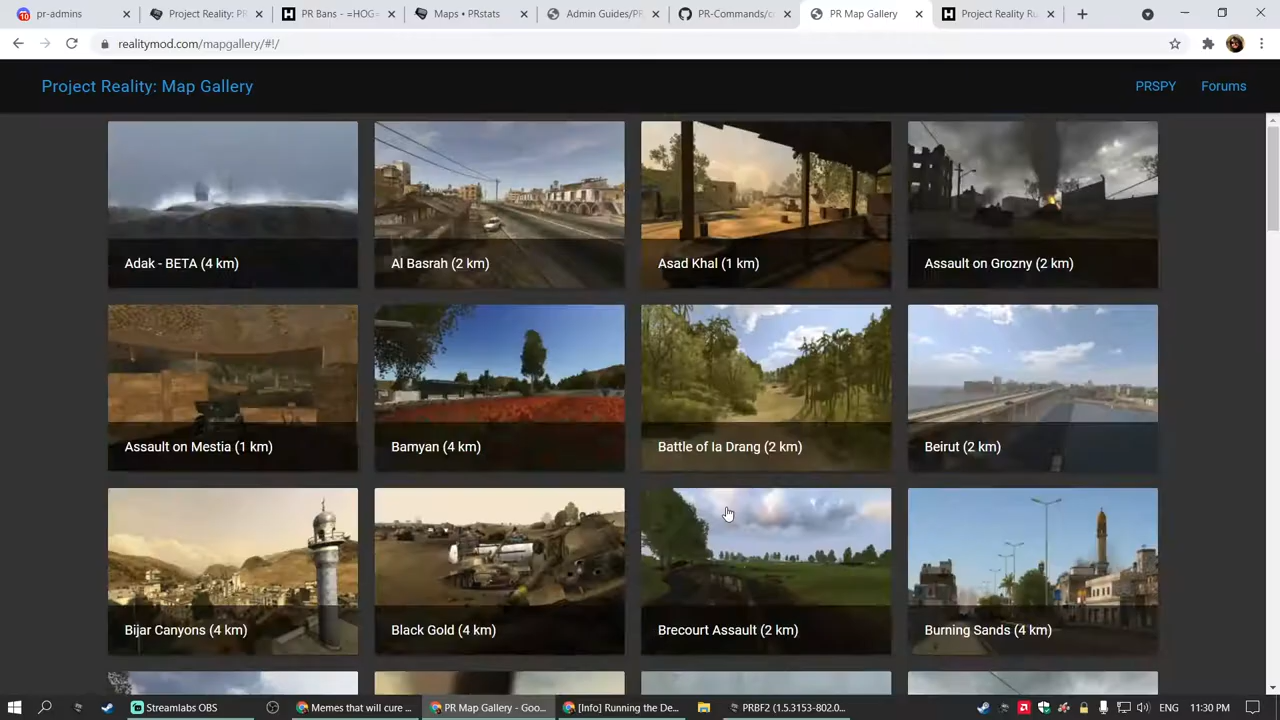 pr-admins
Project Reality: PR
PR Bans - =HOG=
Maps • PRstats
Admin Guides/PR
PR-Commands/c
PR Map Gallery
Project Reality Ru
realitymod.com/mapgallery/#!/
Project Reality: Map Gallery
PRSPY
Forums
Adak - BETA (4 km)
Al Basrah (2 km)
Asad Khal (1 km)
Assault on Grozny (2 km)
Assault on Mestia (1 km)
Bamyan (4 km)
Battle of Ia Drang (2 km)
Beirut (2 km)
Bijar Canyons (4 km)
Black Gold (4 km)
Brecourt Assault (2 km)
Burning Sands (4 km)
Streamlabs OBS
Memes that will cure ...
PR Map Gallery - Goo...
[Info] Running the De...
PRBF2 (1.5.3153-802.0...
ENG
11:30 PM